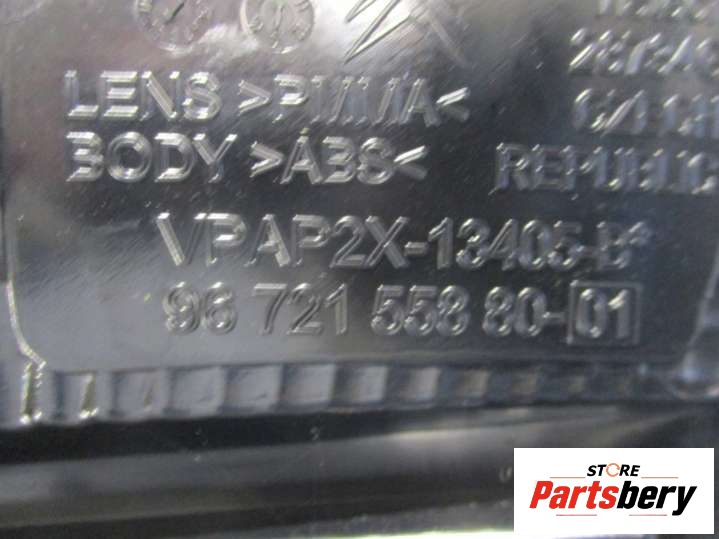 LENS >PMMA<
BODY >ABS<
REPUBLIC
VPAP2X-13405-B*
96 721 558 80-01
STORE
Partsbery